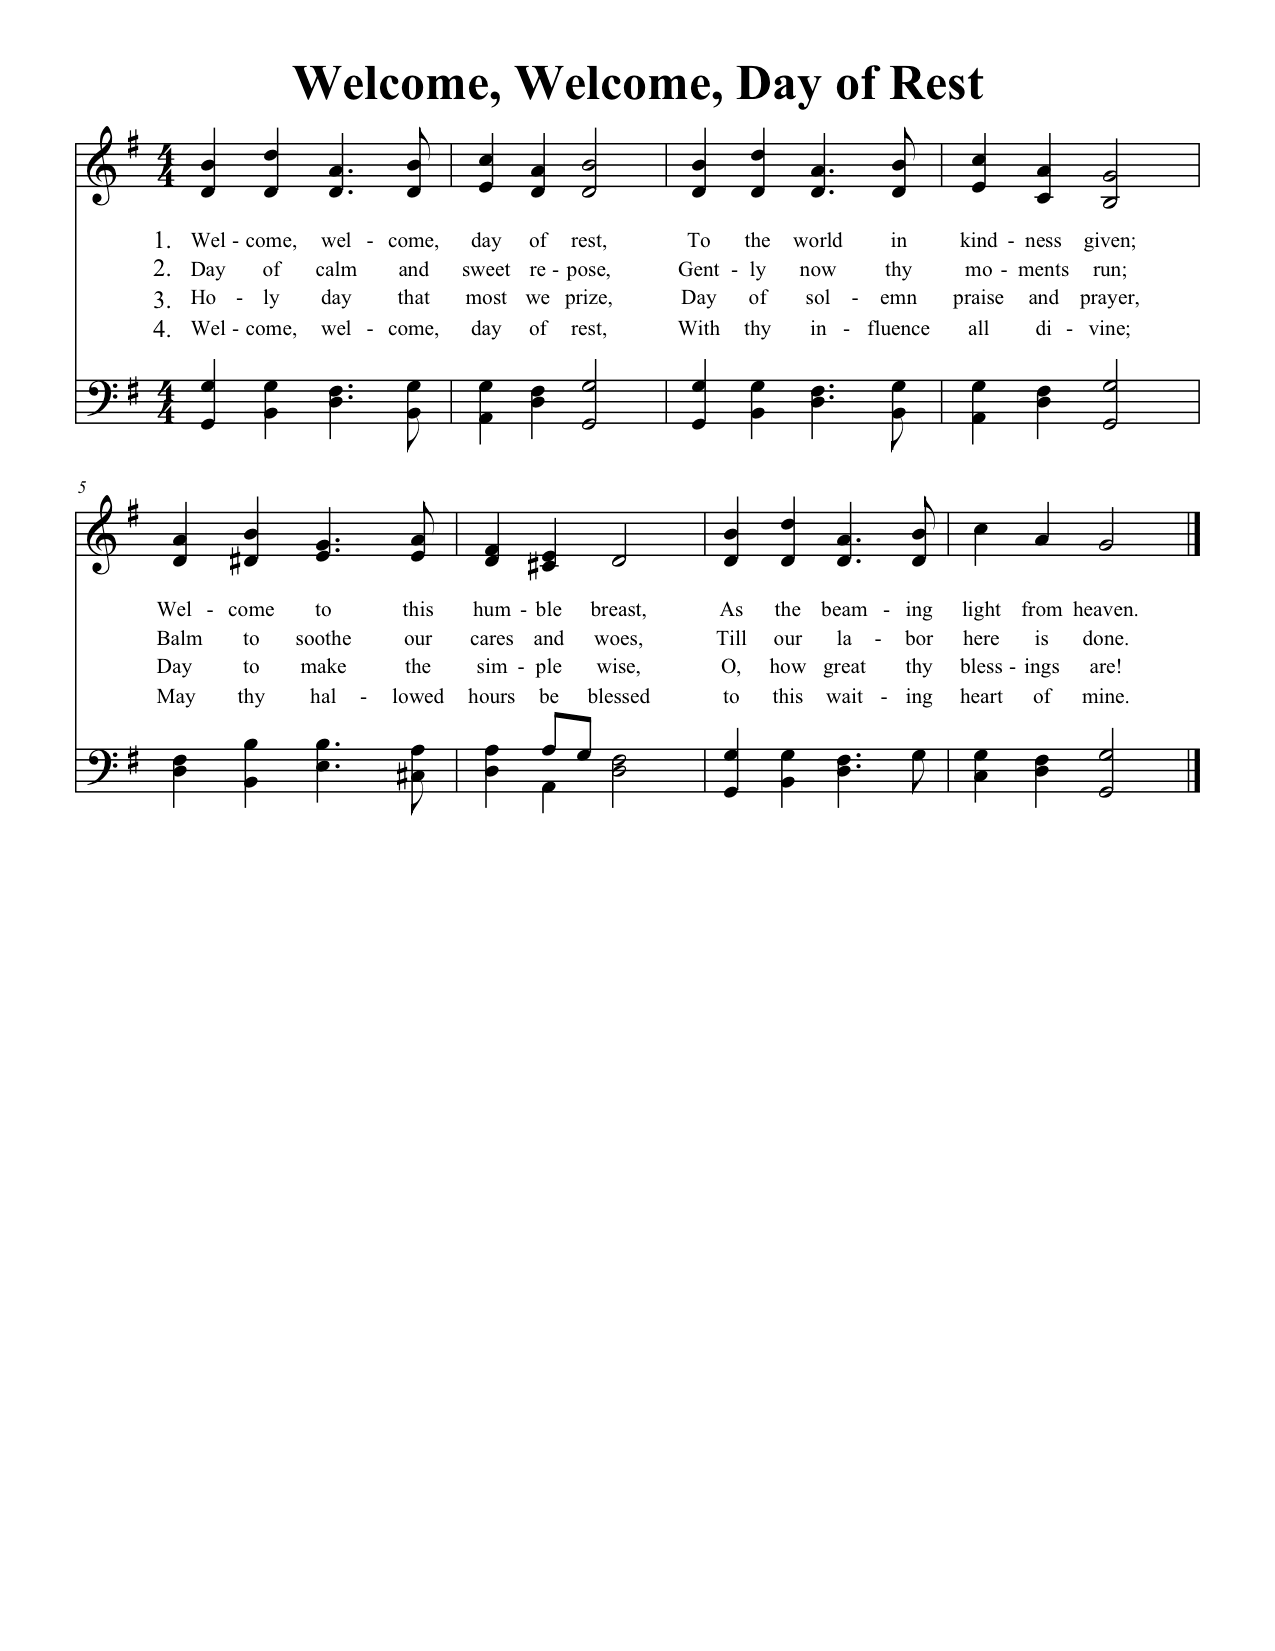 Welcome, Welcome, Day of Rest
4
4
1. Wel - come, wel - come, day of rest, To the world in kind - ness given;
2. Day of calm and sweet re - pose, Gent - ly now thy mo - ments run;
3. Ho - ly day that most we prize, Day of sol - emn praise and prayer,
4. Wel - come, wel - come, day of rest, With thy in - fluence all di - vine;
4
4
5
Wel - come to this hum - ble breast, As the beam - ing light from heaven.
Balm to soothe our cares and woes, Till our la - bor here is done.
Day to make the sim - ple wise, O, how great thy bless - ings are!
May thy hal - lowed hours be blessed to this wait - ing heart of mine.